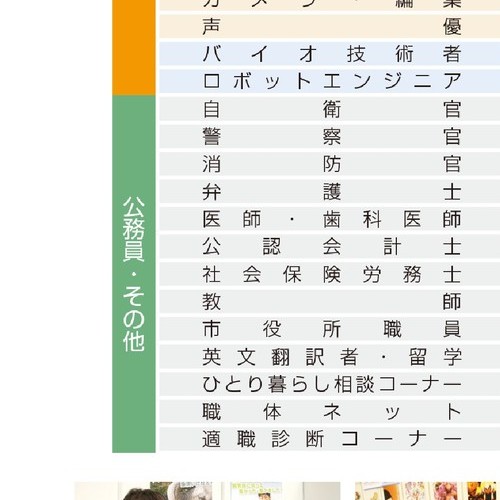 声優
バイオ技術者
ロボットエンジニア
公務員・その他
自衛官
警察官
消防官
弁護士
医師・歯科医師
公認会計士
社会保険労務士
教師
市役所職員
英文翻訳者・留学
ひとり暮らし相談コーナー
職体ネット
適職診断コーナー